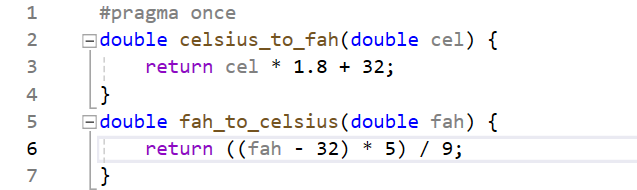 1 #pragma once
2 double celsius_to_fah(double cel) {
3     return cel * 1.8 + 32;
4 }
5 double fah_to_celsius(double fah) {
6     return ((fah - 32) * 5) / 9;
7 }